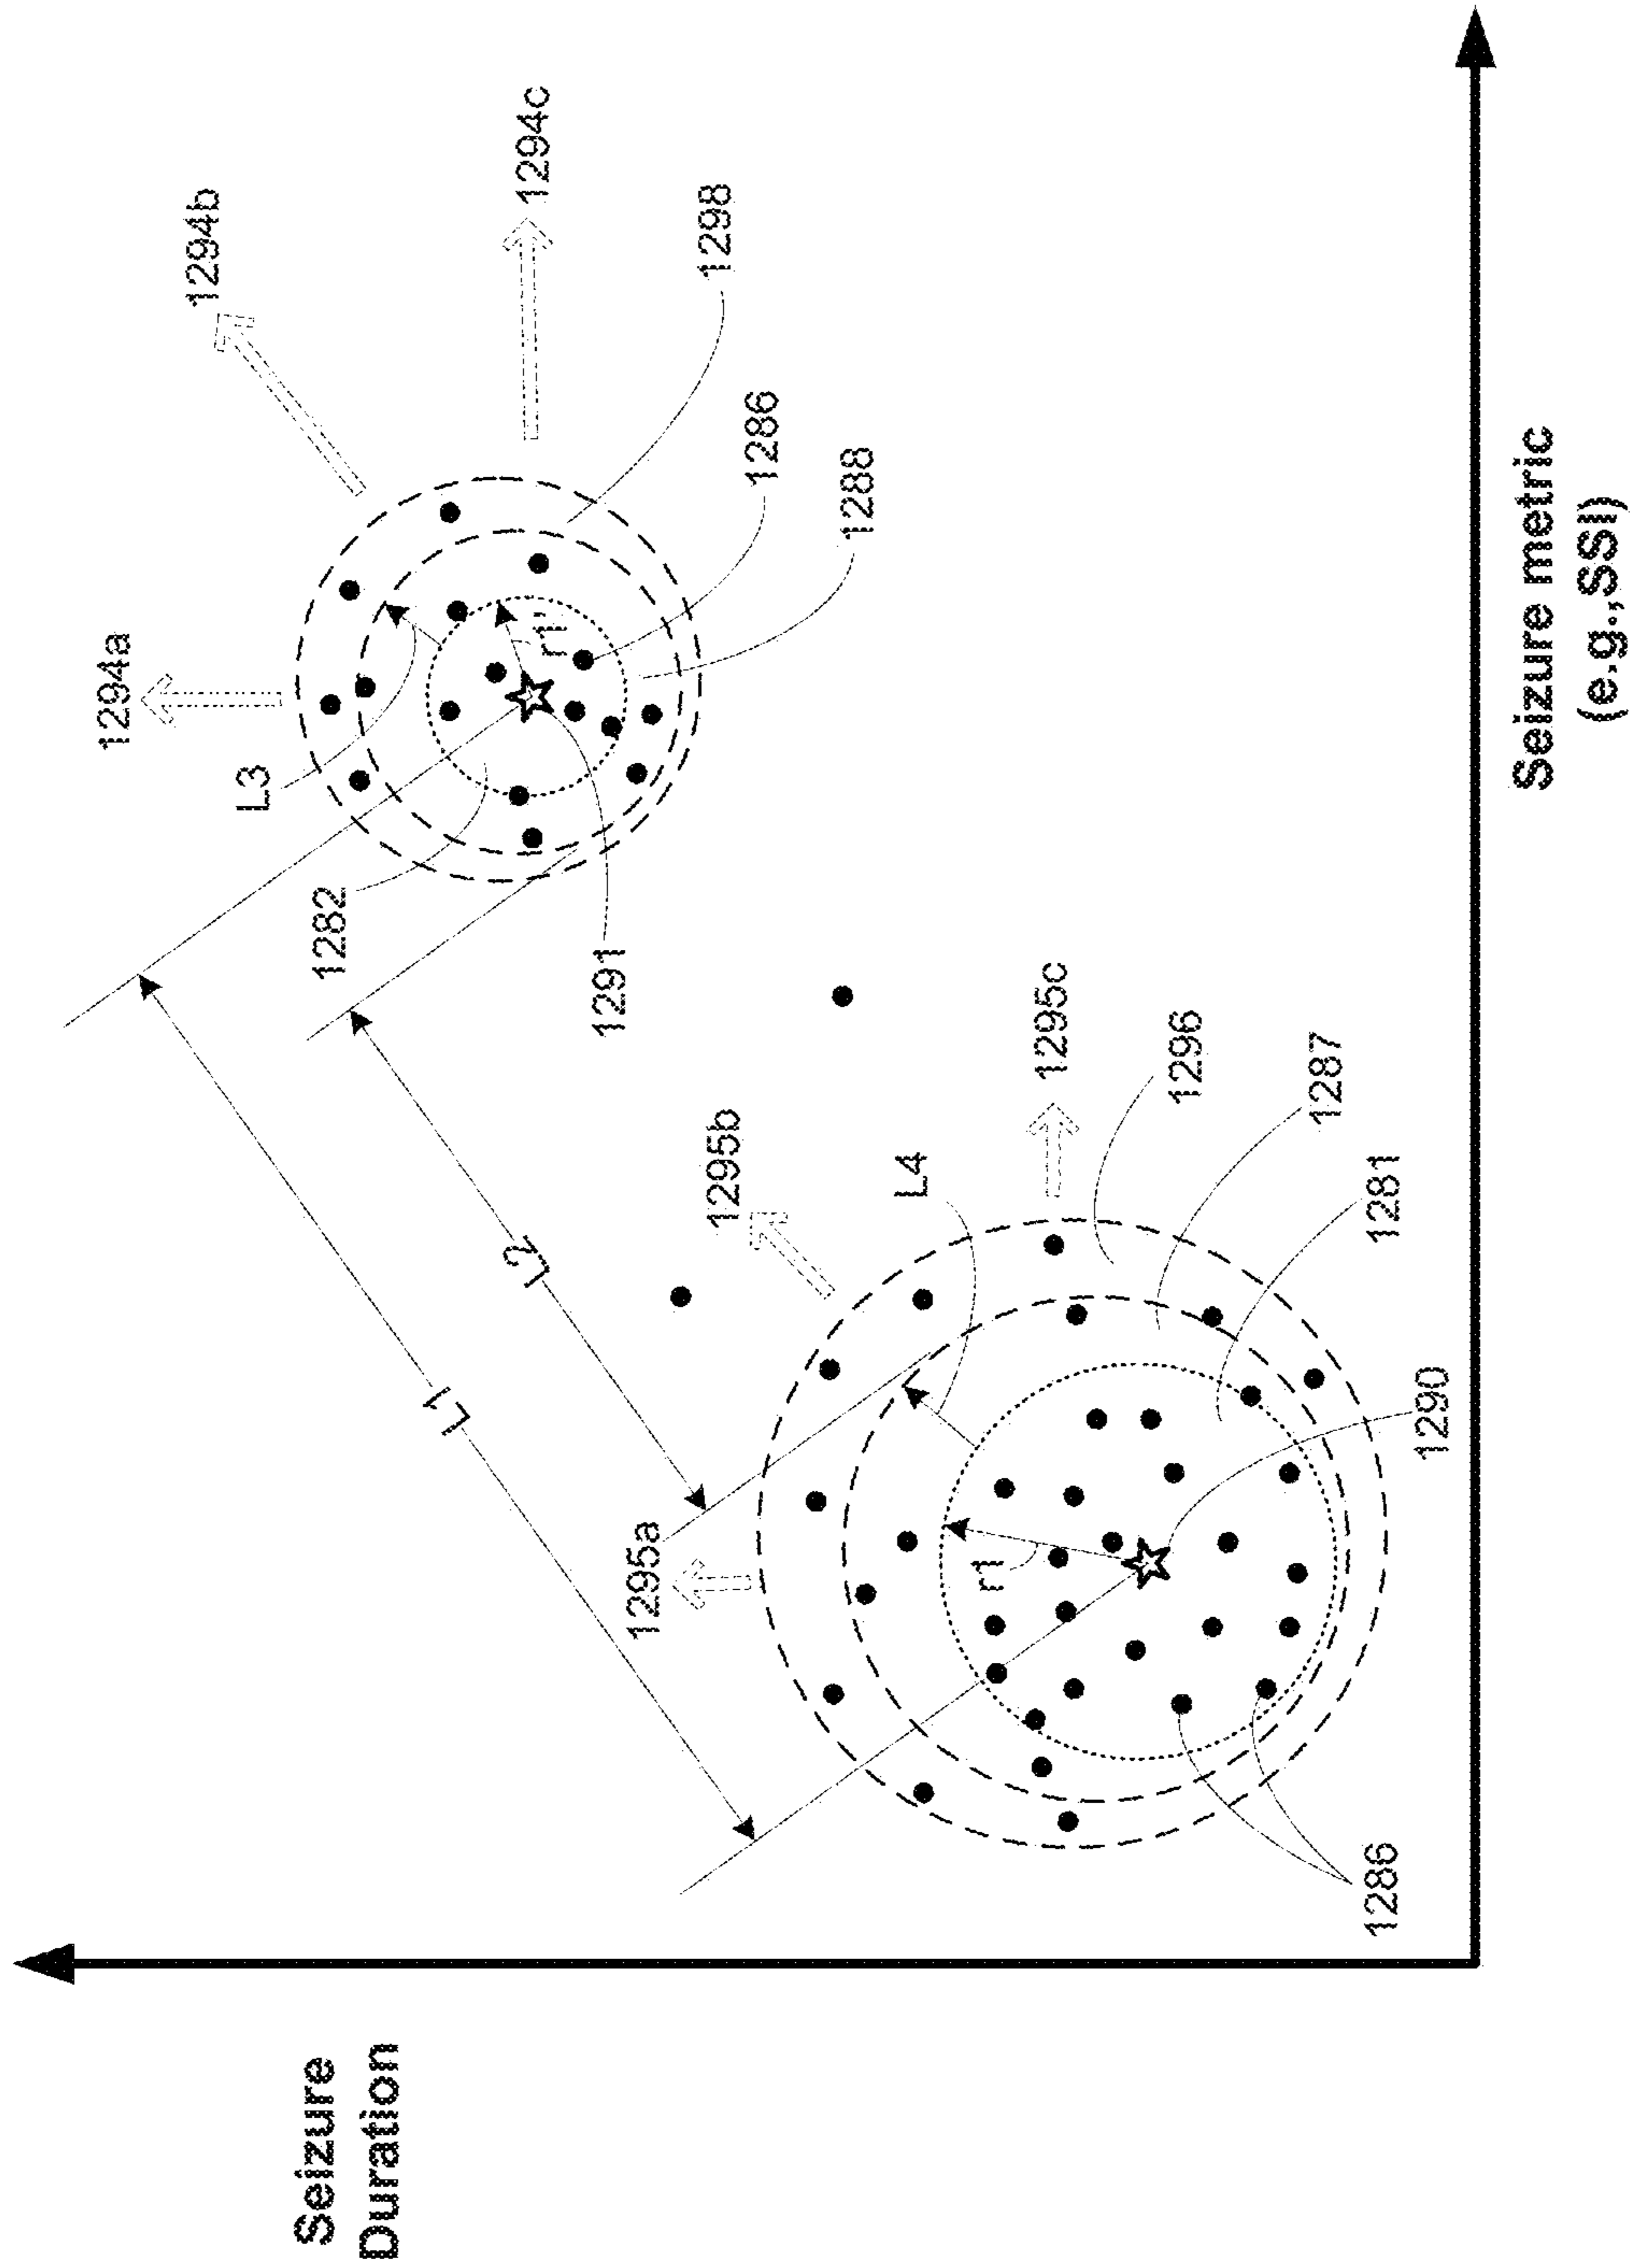 Seizure
Duration
L1
L2
L3
1294a
1294b
1294c
1298
1286
1288
r1'
1282
1291
1295a
1295b
1295c
L4
1296
1287
1281
1290
r1
1286
Seizure metric
(e.g.,SSI)